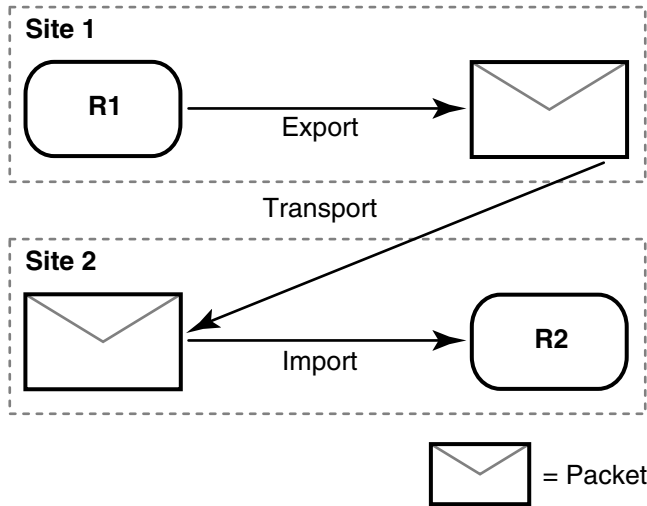 Site 1
R1
Export
Transport
Site 2
Import
R2
= Packet